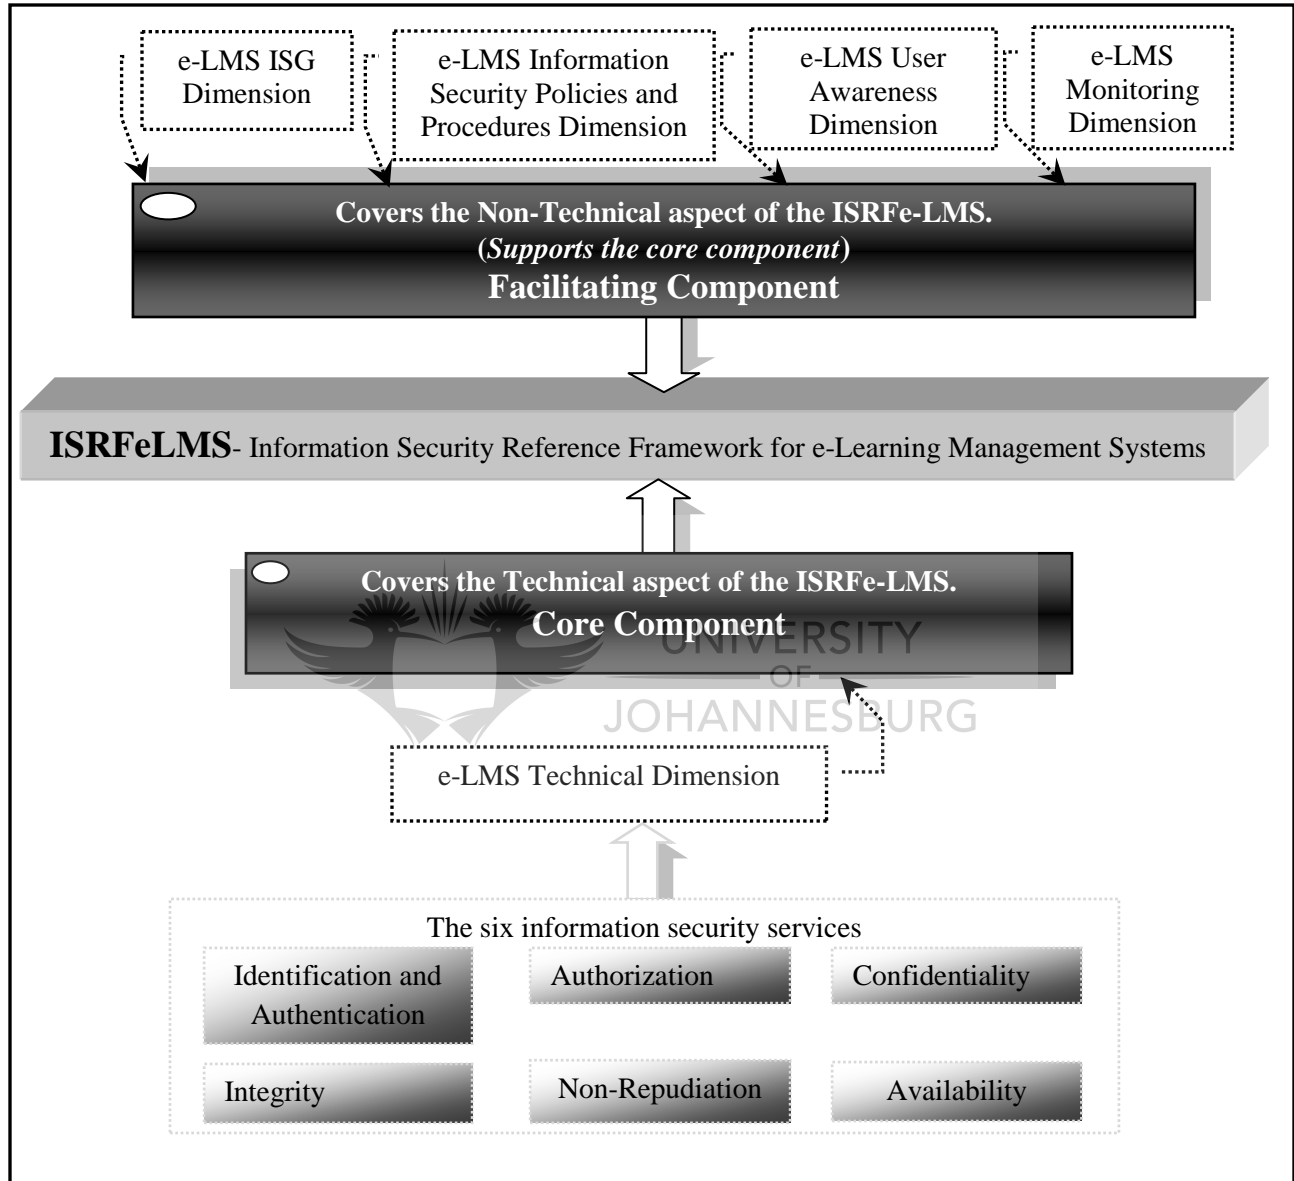 e-LMS ISG
Dimension
e-LMS Information
Security Policies and
Procedures Dimension
e-LMS User
Awareness
Dimension
e-LMS
Monitoring
Dimension
Covers the Non-Technical aspect of the ISRFe-LMS.
(Supports the core component)
Facilitating Component
ISRFeLMS- Information Security Reference Framework for e-Learning Management Systems
Covers the Technical aspect of the ISRFe-LMS.
Core Component
UNIVERSITY
OF
JOHANNESBURG
e-LMS Technical Dimension
The six information security services
Identification and
Authentication
Authorization
Confidentiality
Integrity
Non-Repudiation
Availability